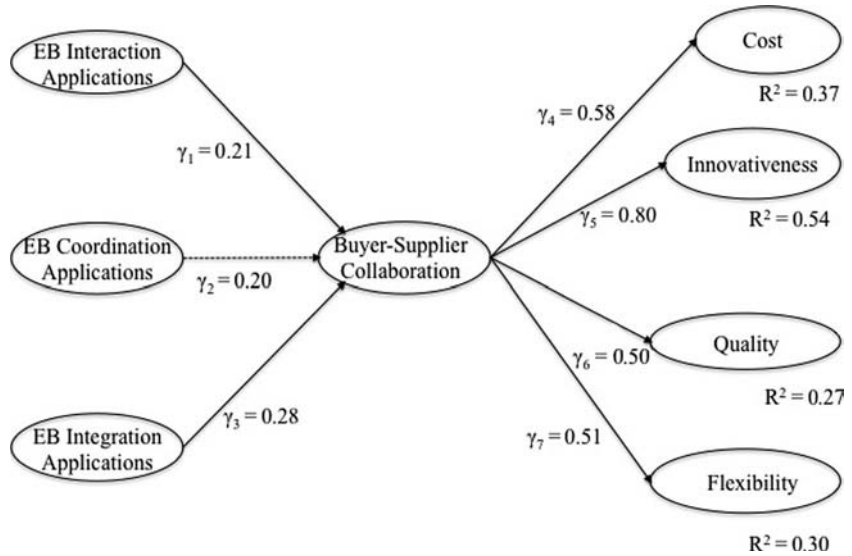 EB Interaction
Applications
γ₁ = 0.21
EB Coordination
Applications
γ₂ = 0.20
EB Integration
Applications
γ₃ = 0.28
Buyer-Supplier
Collaboration
γ₄ = 0.58
Cost
R² = 0.37
γ₅ = 0.80
Innovativeness
R² = 0.54
γ₆ = 0.50
Quality
R² = 0.27
γ₇ = 0.51
Flexibility
R² = 0.30